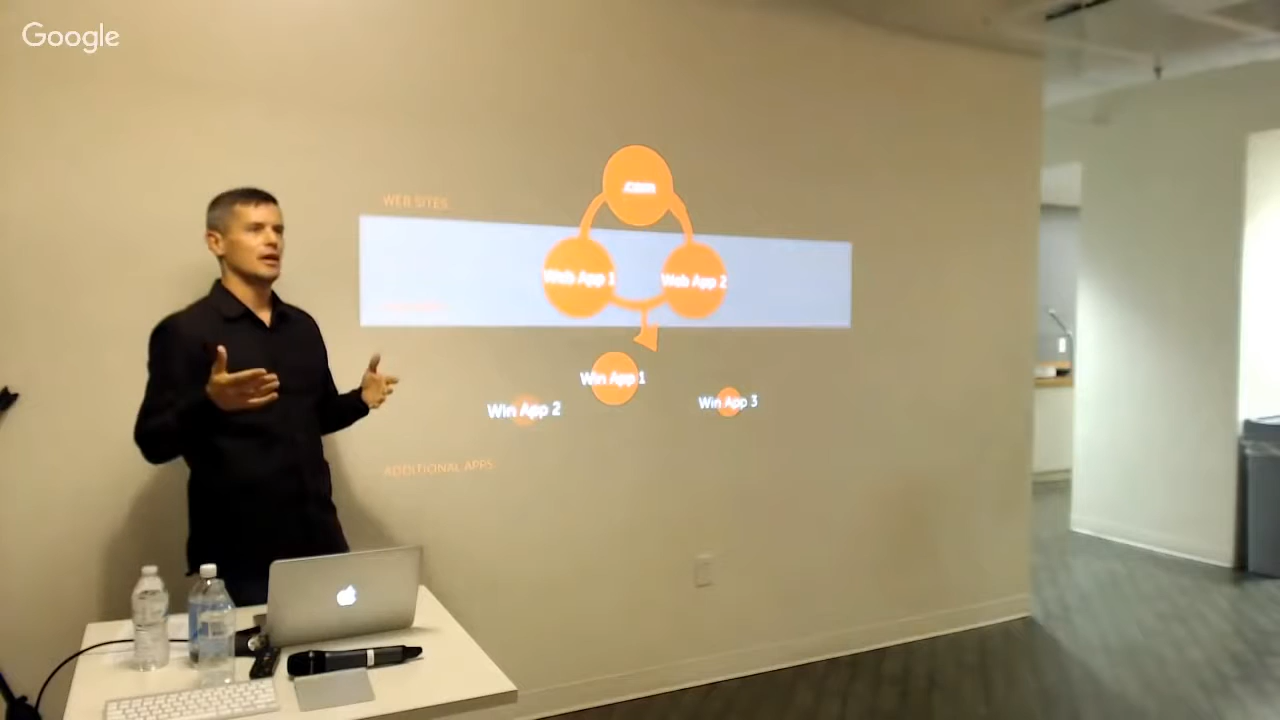 Google
.com
WEB SITES
Web App 1
Web App 2
Win App 1
Win App 2
Win App 3
ADDITIONAL APPS